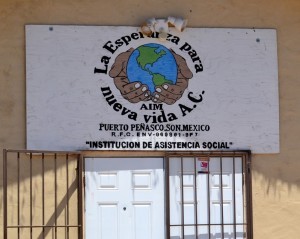 La Esperanza para
nueva vida A.C.
AIM
PUERTO PEÑASCO, SON. MEXICO
"INSTITUCION DE ASISTENCIA SOCIAL"